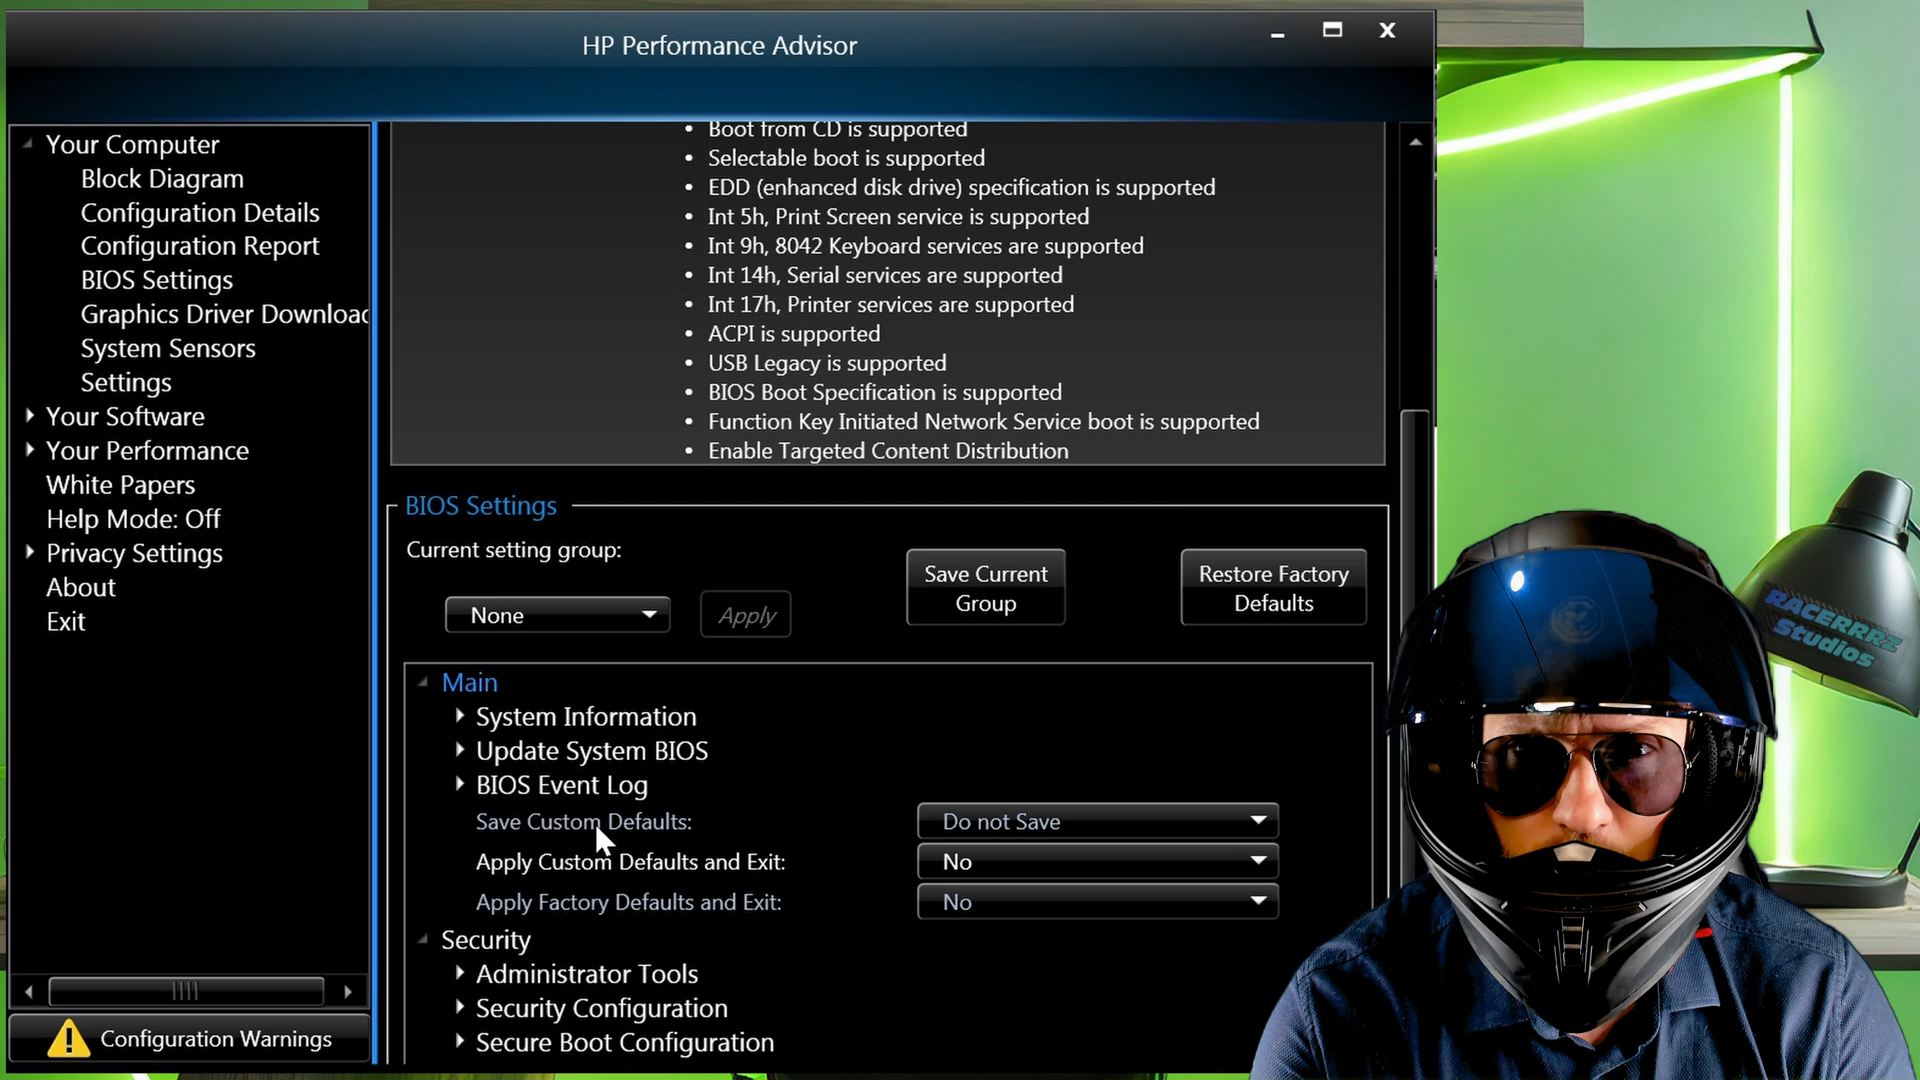 HP Performance Advisor
Your Computer
Block Diagram
Configuration Details
Configuration Report
BIOS Settings
Graphics Driver Downloac
System Sensors
Settings
Your Software
Your Performance
White Papers
Help Mode: Off
Privacy Settings
About
Exit
Configuration Warnings
• Boot from CD is supported
• Selectable boot is supported
• EDD (enhanced disk drive) specification is supported
• Int 5h, Print Screen service is supported
• Int 9h, 8042 Keyboard services are supported
• Int 14h, Serial services are supported
• Int 17h, Printer services are supported
• ACPI is supported
• USB Legacy is supported
• BIOS Boot Specification is supported
• Function Key Initiated Network Service boot is supported
• Enable Targeted Content Distribution
BIOS Settings
Current setting group:
None
Apply
Save Current
Group
Restore Factory
Defaults
Main
System Information
Update System BIOS
BIOS Event Log
Save Custom Defaults: Do not Save
Apply Custom Defaults and Exit: No
Apply Factory Defaults and Exit: No
Security
Administrator Tools
Security Configuration
Secure Boot Configuration
RACERRRZ
Studios